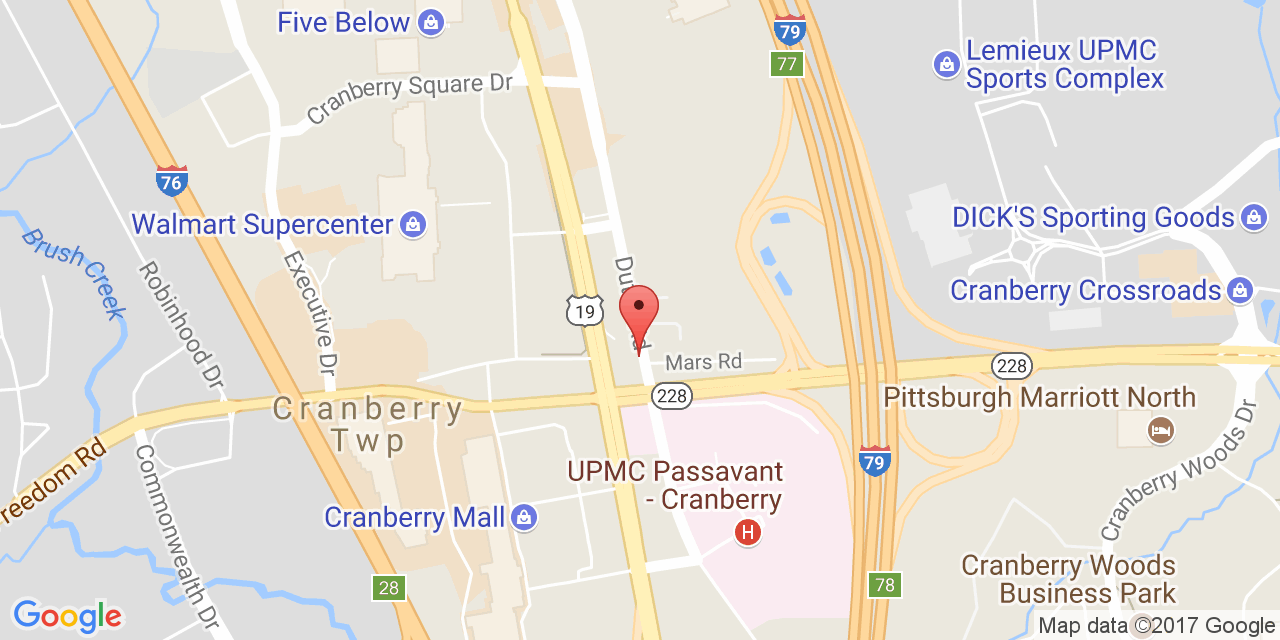 Five Below
79
77
Lemieux UPMC
Sports Complex
Cranberry Square Dr
76
Walmart Supercenter
DICK'S Sporting Goods
Brush Creek
Robinhood Dr
Executive Dr
19
Cranberry Crossroads
Mars Rd
228
228
Pittsburgh Marriott North
Cranberry
Twp
Freedom Rd
Commonwealth Dr
UPMC Passavant
- Cranberry
H
79
Cranberry Woods Dr
Cranberry Mall
Cranberry Woods
Business Park
28
78
Google
Map data ©2017 Google